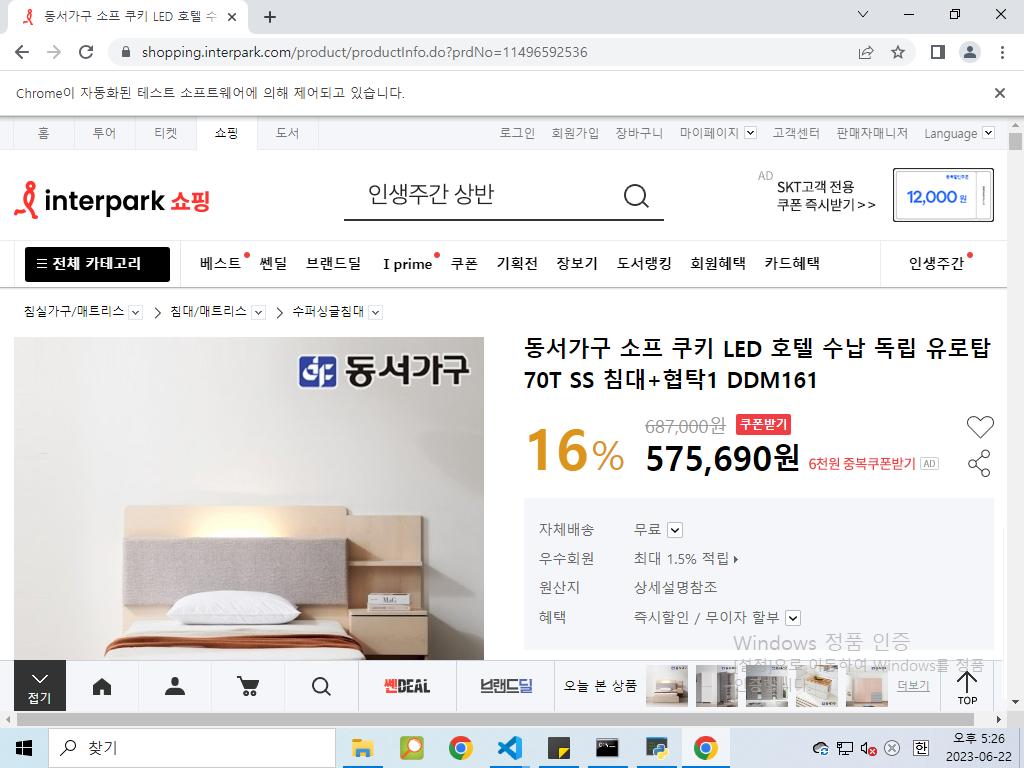 동서가구 소프 쿠키 LED 호텔 수
shopping.interpark.com/product/productInfo.do?prdNo=11496592536
Chrome이 자동화된 테스트 소프트웨어에 의해 제어되고 있습니다.
홈 투어 티켓 쇼핑 도서 로그인 회원가입 장바구니 마이페이지 고객센터 판매자매니저 Language
interpark 쇼핑
인생주간 상반
AD
SKT고객 전용
쿠폰 즉시받기 >>
12,000원
전체 카테고리 베스트 쎈딜 브랜드딜 I prime 쿠폰 기획전 장보기 도서랭킹 회원혜택 카드혜택 인생주간
침실가구/매트리스 > 침대/매트리스 > 수퍼싱글침대
동서가구
동서가구 소프 쿠키 LED 호텔 수납 독립 유로탑
70T SS 침대+협탁1 DDM161
16%
687,000원 쿠폰받기
575,690원 6천원 중복쿠폰받기 AD
자체배송 무료
우수회원 최대 1.5% 적립
원산지 상세설명참조
혜택 즉시할인 / 무이자 할부
Windows 정품 인증
[설정]으로 이동하여 Windows를 정품
접기
쎈DEAL
브랜드딜
오늘 본 상품
더보기
TOP
찾기
한
오후 5:26
2023-06-22